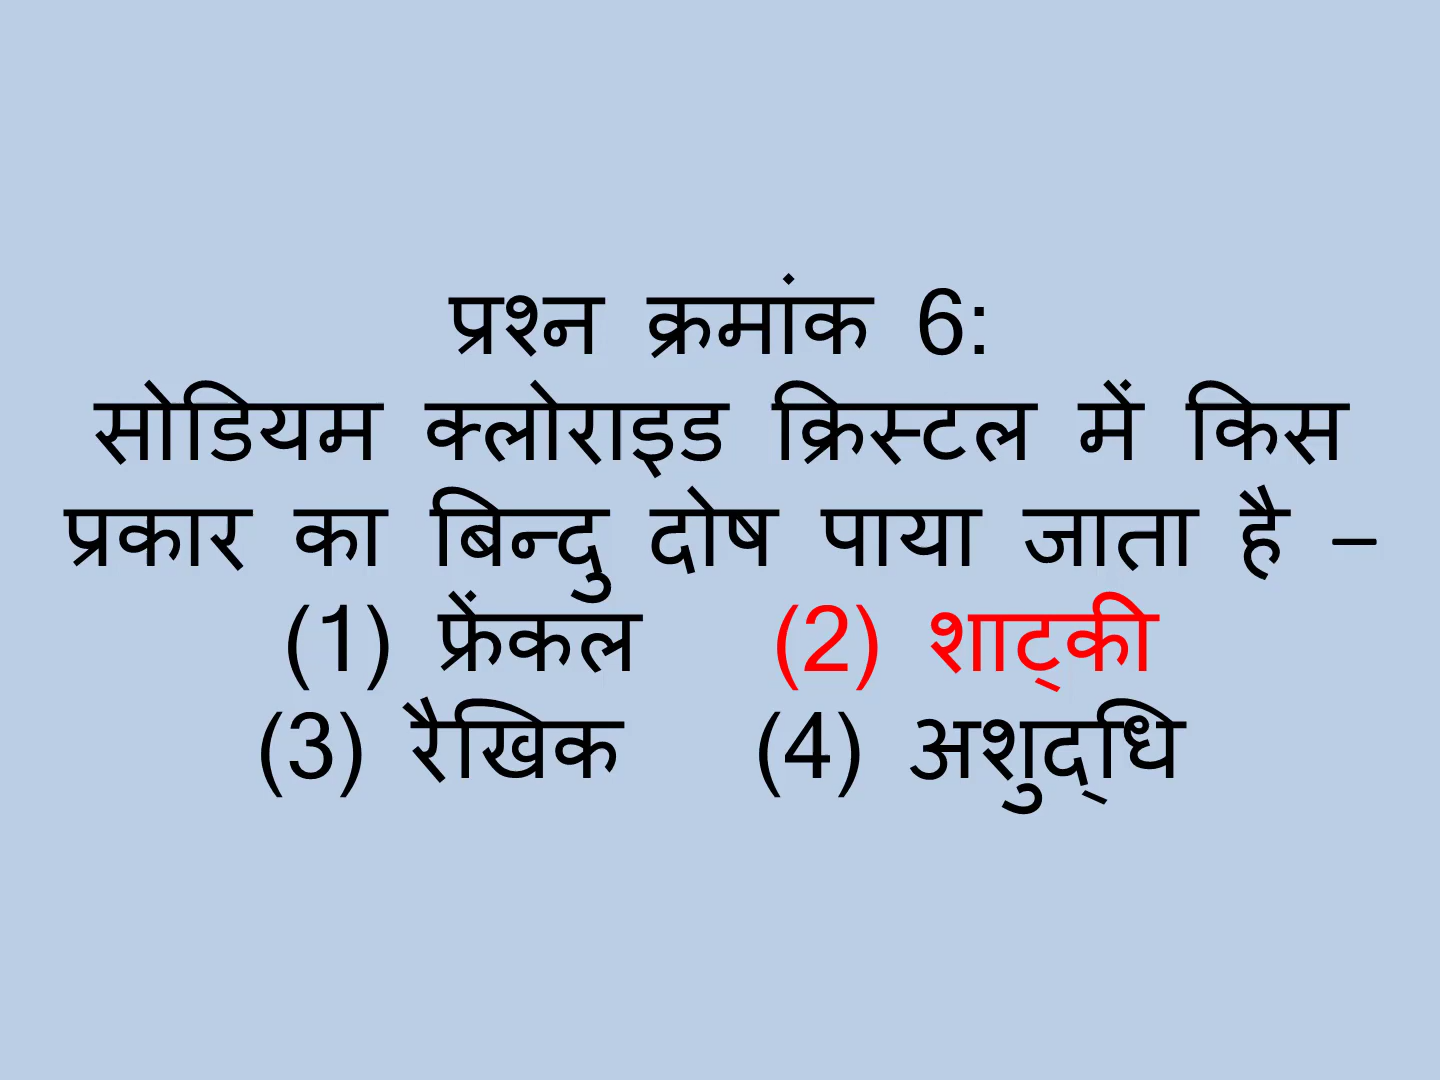 प्रश्न क्रमांक 6:
सोडियम क्लोराइड क्रिस्टल में किस
प्रकार का बिन्दु दोष पाया जाता है –
(1) फ्रेंकल (2) शाट्की
(3) रैखिक (4) अशुद्धि